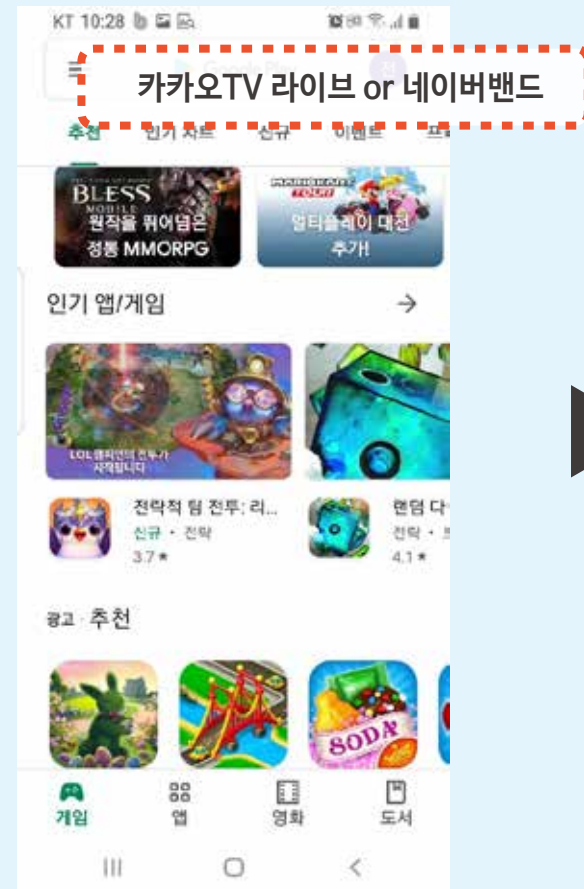 KT 10:28
카카오TV 라이브 or 네이버밴드
추천 인기 차트 신규 이벤트
BLESS
MOBILE
원작을 뛰어넘은
정통 MMORPG
MARIOKART
TOUR
멀티플레이 대전
추가!
인기 앱/게임
LOL 챔피언의 전투가
시작됩니다
전략적 팀 전투: 리...
신규 · 전략
3.7★
랜덤 다
전략 ·
4.1★
광고 · 추천
SODA
게임 앱 영화 도서